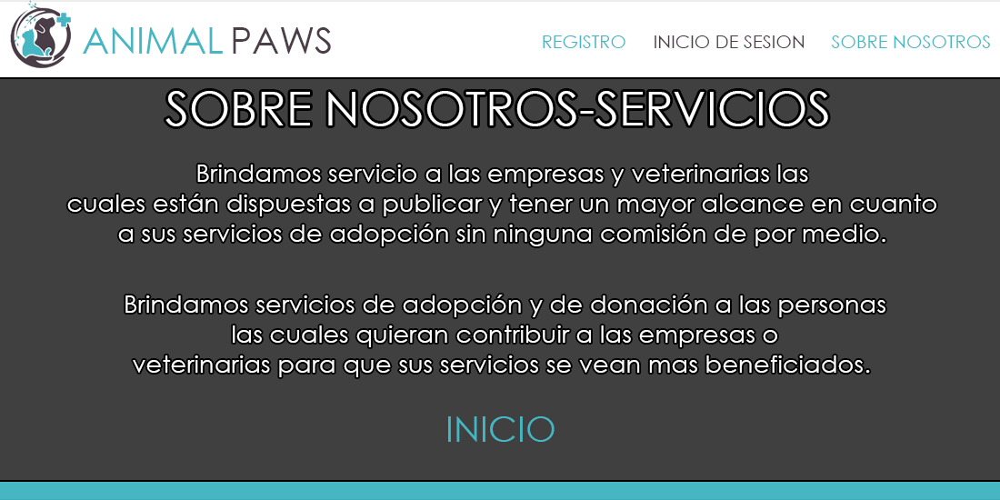 ANIMAL PAWS
REGISTRO INICIO DE SESION SOBRE NOSOTROS
SOBRE NOSOTROS-SERVICIOS
Brindamos servicio a las empresas y veterinarias las
cuales están dispuestas a publicar y tener un mayor alcance en cuanto
a sus servicios de adopción sin ninguna comisión de por medio.
Brindamos servicios de adopción y de donación a las personas
las cuales quieran contribuir a las empresas o
veterinarias para que sus servicios se vean mas beneficiados.
INICIO